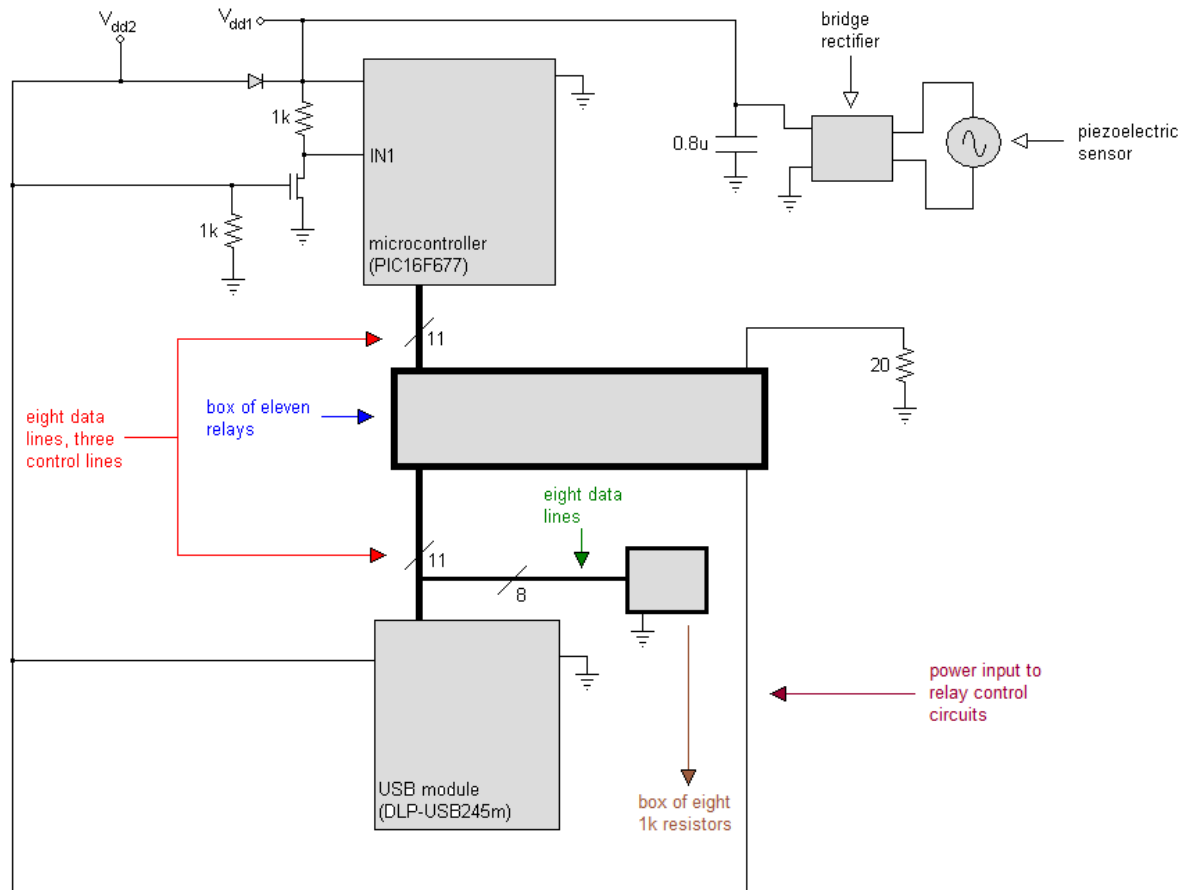 V_dd2
V_dd1
bridge
rectifier
1k
IN1
0.8u
piezoelectric
sensor
1k
microcontroller
(PIC16F677)
11
20
eight data
lines, three
control lines
box of eleven
relays
eight data
lines
11
8
power input to
relay control
circuits
USB module
(DLP-USB245m)
box of eight
1k resistors